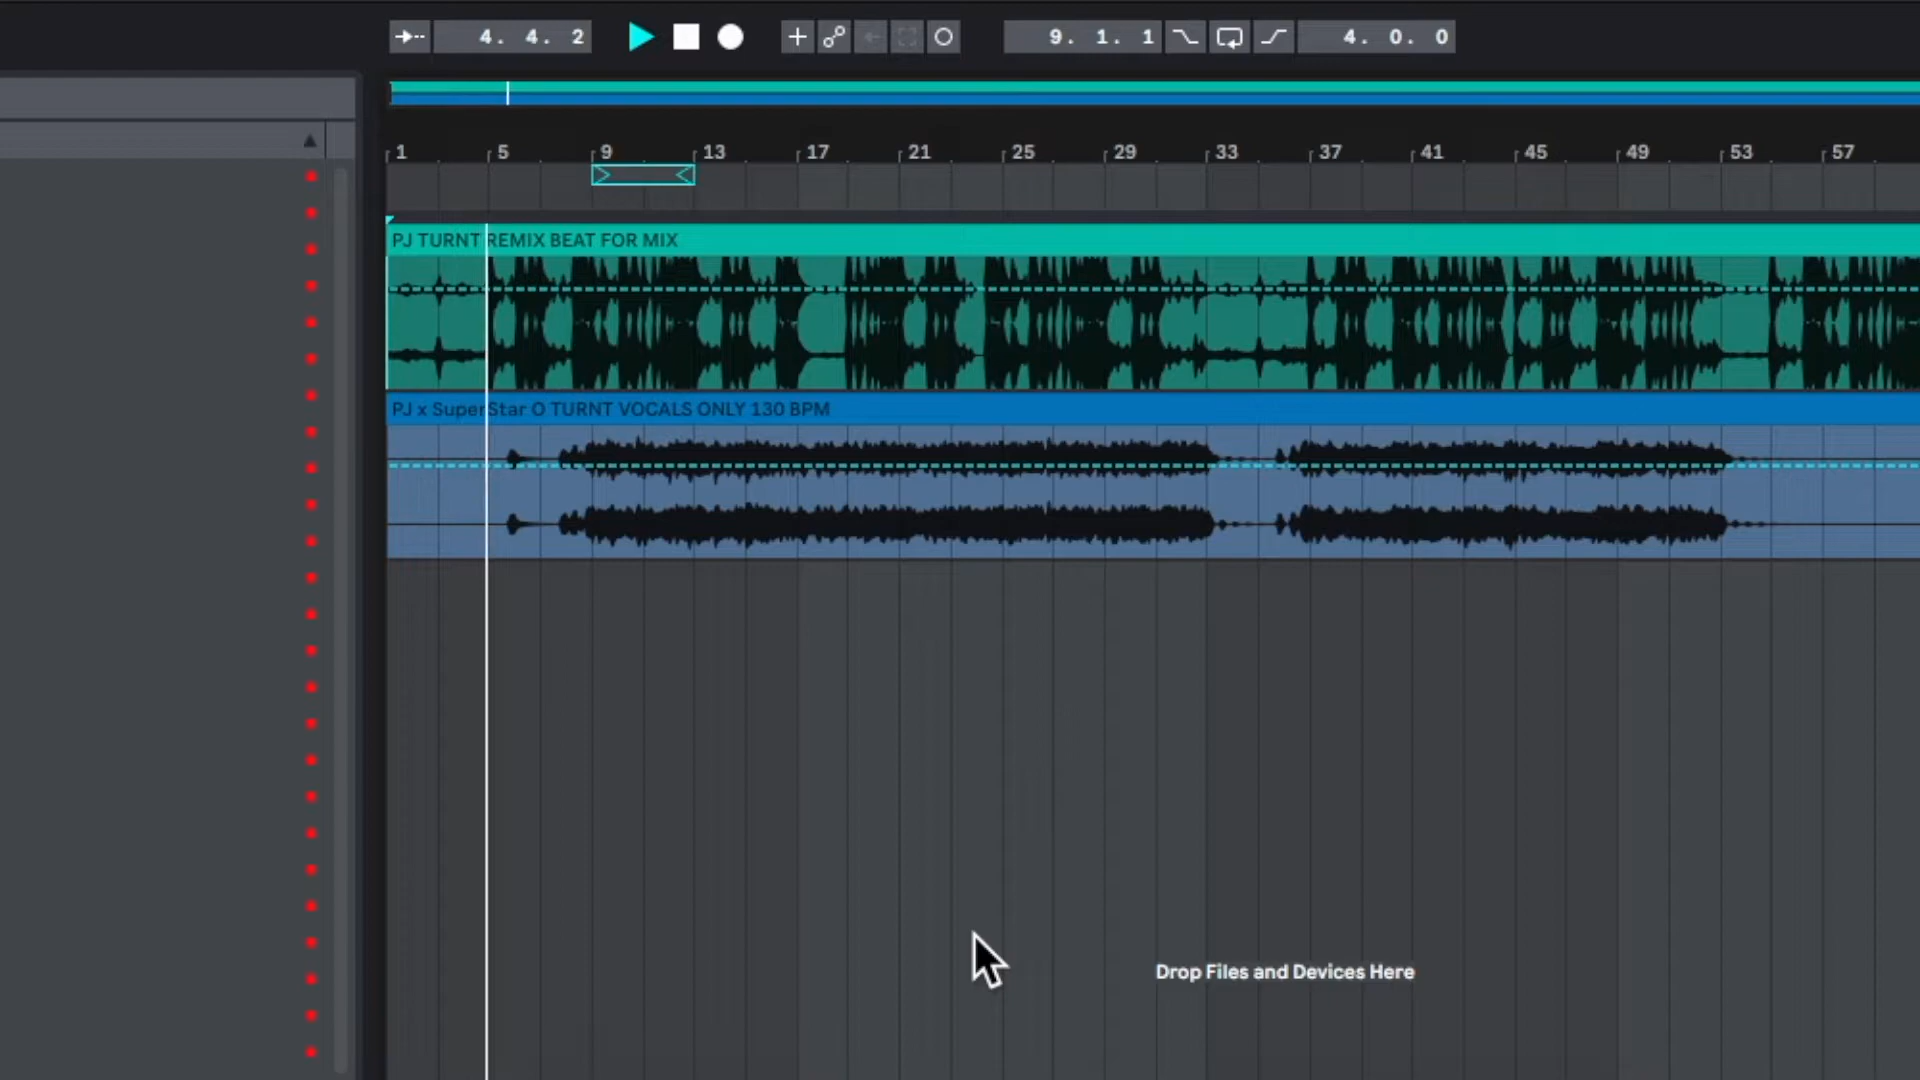 4. 4. 2
9. 1. 1
4. 0. 0
1 5 9 13 17 21 25 29 33 37 41 45 49 53 57
PJ TURNT REMIX BEAT FOR MIX
PJ x SuperStar O TURNT VOCALS ONLY 130 BPM
Drop Files and Devices Here